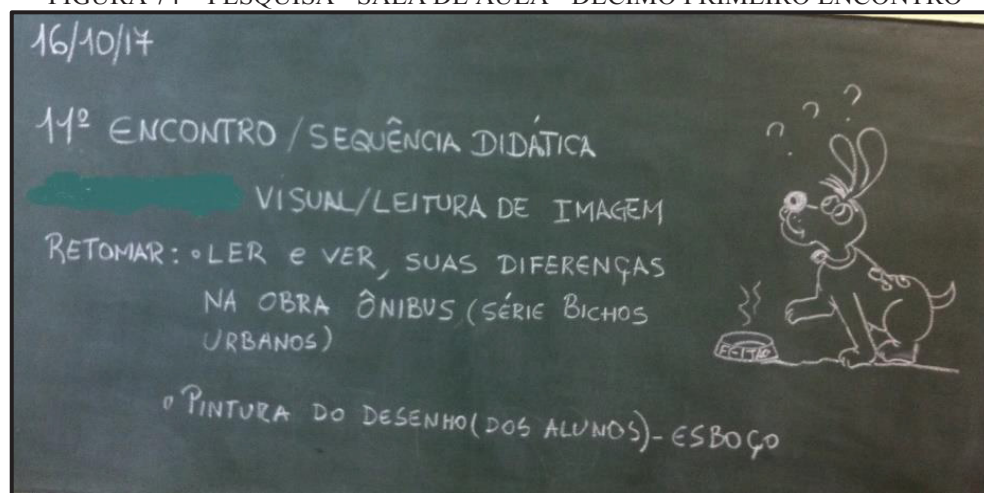 FIGURA 74 - PESQUISA - SALA DE AULA - DÉCIMO PRIMEIRO ENCONTRO
16/10/17
11º ENCONTRO / SEQUÊNCIA DIDÁTICA
VISUAL/LEITURA DE IMAGEM
RETOMAR: • LER e VER, SUAS DIFERENÇAS
NA OBRA ÔNIBUS (SÉRIE BICHOS
URBANOS)
• PINTURA DO DESENHO (DOS ALUNOS) - ESBOÇO
? ? ?